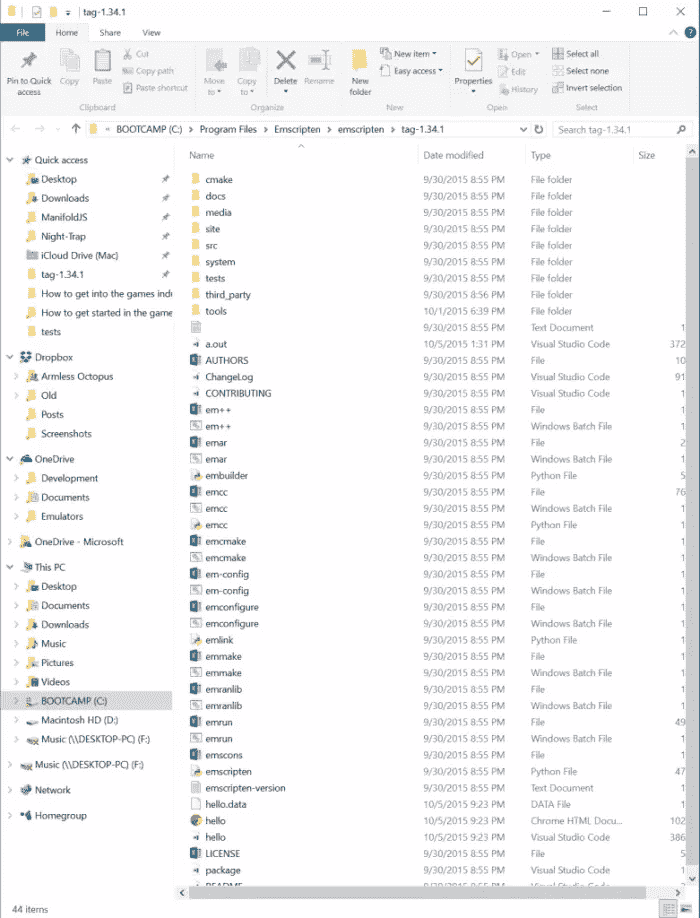 tag-1.34.1
File Home Share View
Pin to Quick access
Copy
Paste
Cut
Copy path
Paste shortcut
Clipboard
Move to
Copy to
Delete
Rename
Organize
New folder
New item
Easy access
New
Properties
Open
Edit
History
Open
Select all
Select none
Invert selection
Select
« BOOTCAMP (C:) > Program Files > Emscripten > emscripten > tag-1.34.1
Search tag-1.34.1
Quick access
Desktop
Downloads
ManifoldJS
Night-Trap
iCloud Drive (Mac)
tag-1.34.1
How to get into the games indu
How to get started in the game
tests
Dropbox
Armless Octopus
Old
Posts
Screenshots
OneDrive
Development
Documents
Emulators
OneDrive - Microsoft
This PC
Desktop
Documents
Downloads
Music
Pictures
Videos
BOOTCAMP (C:)
Macintosh HD (D:)
Music (\\DESKTOP-PC) (F:)
Music (\\DESKTOP-PC) (F:)
Network
Homegroup
Name Date modified Type Size
cmake 9/30/2015 8:55 PM File folder
docs 9/30/2015 8:55 PM File folder
media 9/30/2015 8:55 PM File folder
site 9/30/2015 8:55 PM File folder
src 9/30/2015 8:55 PM File folder
system 9/30/2015 8:55 PM File folder
tests 9/30/2015 8:55 PM File folder
third_party 9/30/2015 8:56 PM File folder
tools 10/1/2015 6:39 PM File folder
9/30/2015 8:55 PM Text Document 1
a.out 10/5/2015 1:31 PM Visual Studio Code 372
AUTHORS 9/30/2015 8:55 PM File 10
ChangeLog 9/30/2015 8:55 PM Visual Studio Code 91
CONTRIBUTING 9/30/2015 8:55 PM Visual Studio Code 1
em++ 9/30/2015 8:55 PM File 1
em++ 9/30/2015 8:55 PM Windows Batch File 1
emar 9/30/2015 8:55 PM File 2
emar 9/30/2015 8:55 PM Windows Batch File 1
embuilder 9/30/2015 8:55 PM Python File 5
emcc 9/30/2015 8:55 PM File 76
emcc 9/30/2015 8:55 PM Windows Batch File 1
emcc 9/30/2015 8:55 PM Python File 1
emcmake 9/30/2015 8:55 PM File 1
emcmake 9/30/2015 8:55 PM Windows Batch File 1
em-config 9/30/2015 8:55 PM File 1
em-config 9/30/2015 8:55 PM Windows Batch File 1
emconfigure 9/30/2015 8:55 PM File 1
emconfigure 9/30/2015 8:55 PM Windows Batch File 1
emlink 9/30/2015 8:55 PM Python File 1
emmake 9/30/2015 8:55 PM File 1
emmake 9/30/2015 8:55 PM Windows Batch File 1
emranlib 9/30/2015 8:55 PM File 1
emranlib 9/30/2015 8:55 PM Windows Batch File 1
emrun 9/30/2015 8:55 PM File 49
emrun 9/30/2015 8:55 PM Windows Batch File 1
emscons 9/30/2015 8:55 PM File 1
emscripten 9/30/2015 8:55 PM Python File 47
emscripten-version 9/30/2015 8:55 PM Text Document 1
hello.data 10/5/2015 9:23 PM DATA File 1
hello 10/5/2015 9:23 PM Chrome HTML Docu... 102
hello 10/5/2015 9:23 PM Visual Studio Code 386
LICENSE 9/30/2015 8:55 PM File 5
package 9/30/2015 8:55 PM Visual Studio Code 1
44 items